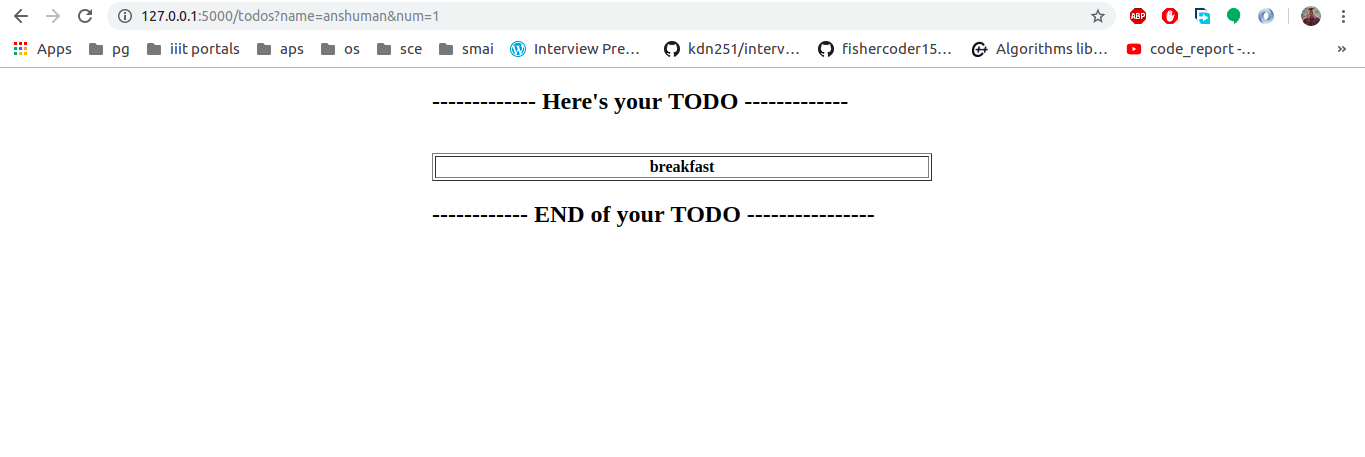 127.0.0.1:5000/todos?name=anshuman&num=1
ABP
Apps pg iiit portals aps os sce smai Interview Pre... kdn251/interv... fishercoder15... Algorithms lib... code_report -... »
------------- Here's your TODO -------------
breakfast
------------ END of your TODO ----------------